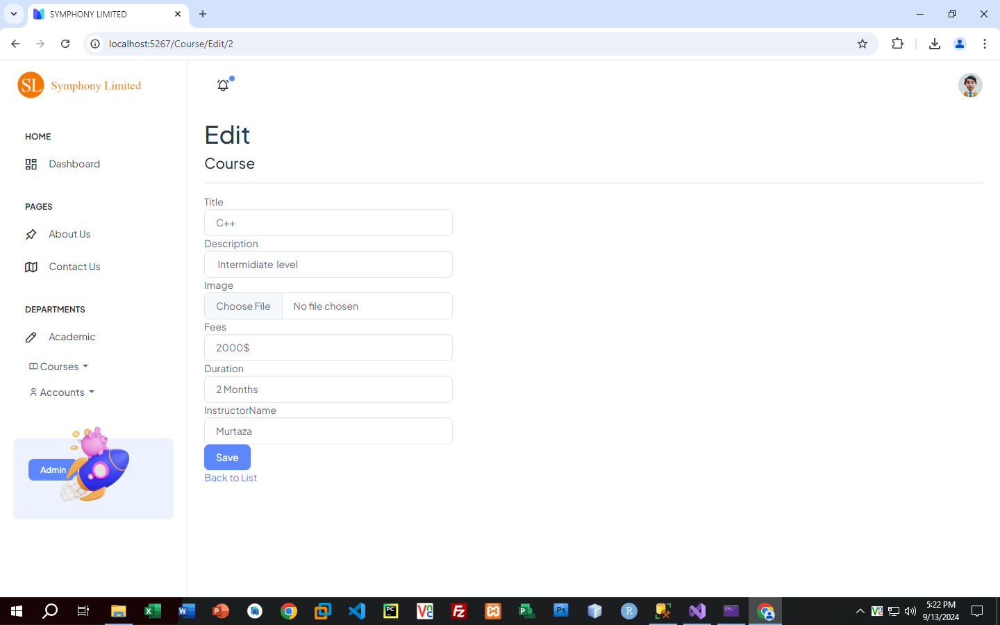 SYMPHONY LIMITED
localhost:5267/Course/Edit/2
SL Symphony Limited
HOME
Dashboard
PAGES
About Us
Contact Us
DEPARTMENTS
Academic
Courses
Accounts
Admin
Edit
Course
Title
C++
Description
Intermidiate level
Image
Choose File No file chosen
Fees
2000$
Duration
2 Months
InstructorName
Murtaza
Save
Back to List
5:22 PM
9/13/2024